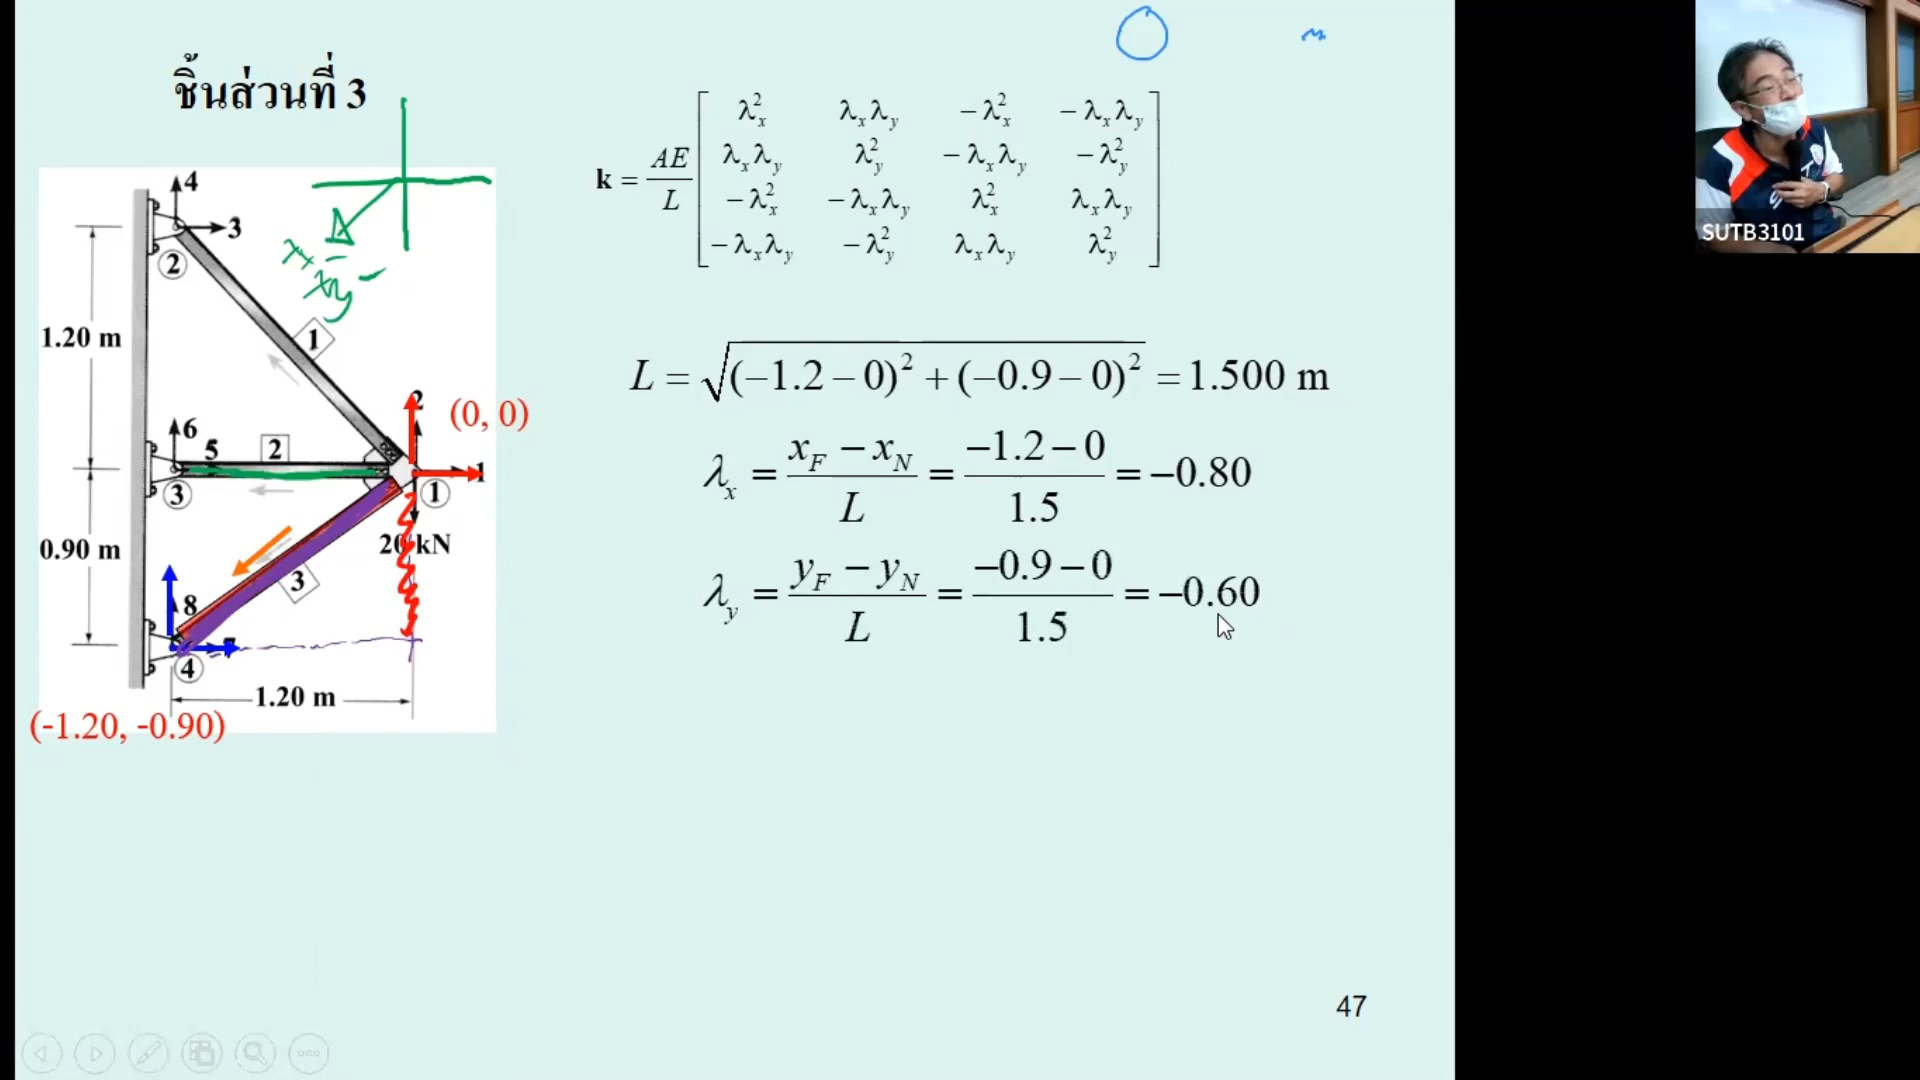 ชิ้นส่วนที่ 3
k = AE/L [ λx² λxλy −λx² −λxλy
λxλy λy² −λxλy −λy²
−λx² −λxλy λx² λxλy
−λxλy −λy² λxλy λy² ]
L = √((−1.2 − 0)² + (−0.9 − 0)²) = 1.500 m
λx = (xF − xN)/L = (−1.2 − 0)/1.5 = −0.80
λy = (yF − yN)/L = (−0.9 − 0)/1.5 = −0.60
4
3
2
1
1.20 m
2
(0, 0)
6
5
2
1
3
1
0.90 m
20 kN
3
8
7
4
1.20 m
(-1.20, -0.90)
47
SUTB3101